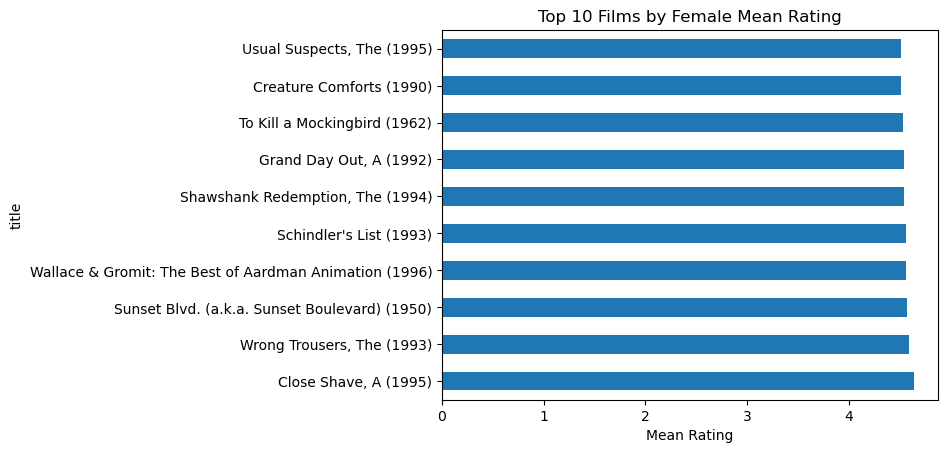 Top 10 Films by Female Mean Rating
Usual Suspects, The (1995)
Creature Comforts (1990)
To Kill a Mockingbird (1962)
Grand Day Out, A (1992)
Shawshank Redemption, The (1994)
Schindler's List (1993)
Wallace & Gromit: The Best of Aardman Animation (1996)
Sunset Blvd. (a.k.a. Sunset Boulevard) (1950)
Wrong Trousers, The (1993)
Close Shave, A (1995)
title
0 1 2 3 4
Mean Rating